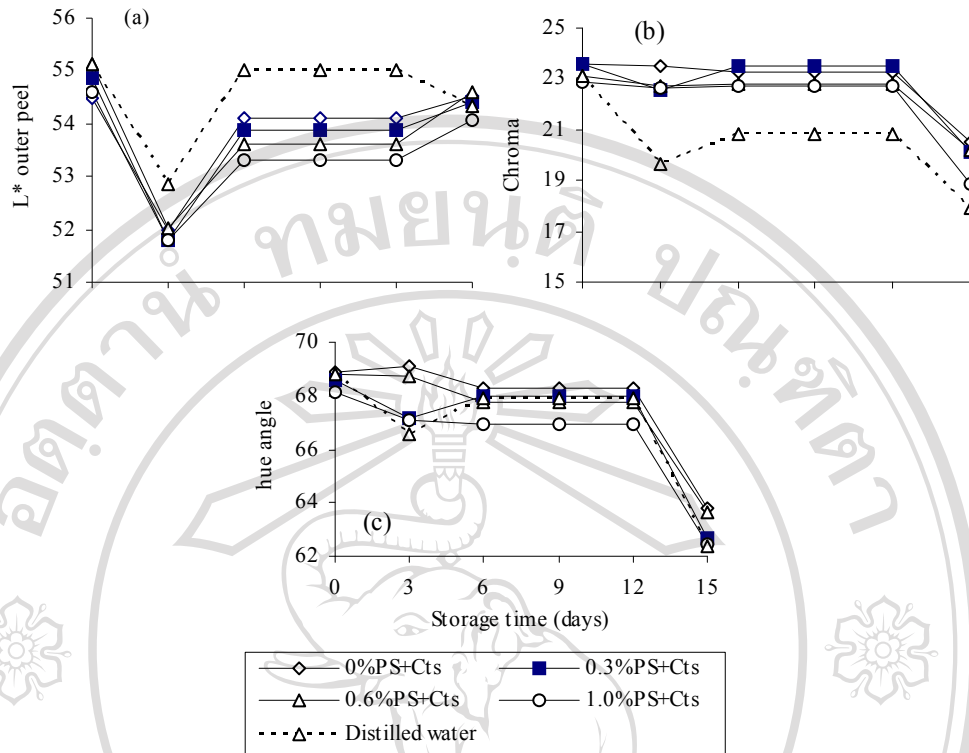 (a)
56
55
54
53
52
51
L* outer peel
(b)
25
23
21
19
17
15
Chroma
70
68
66
64
62
hue angle
(c)
0 3 6 9 12 15
Storage time (days)
0%PS+Cts 0.3%PS+Cts
0.6%PS+Cts 1.0%PS+Cts
Distilled water